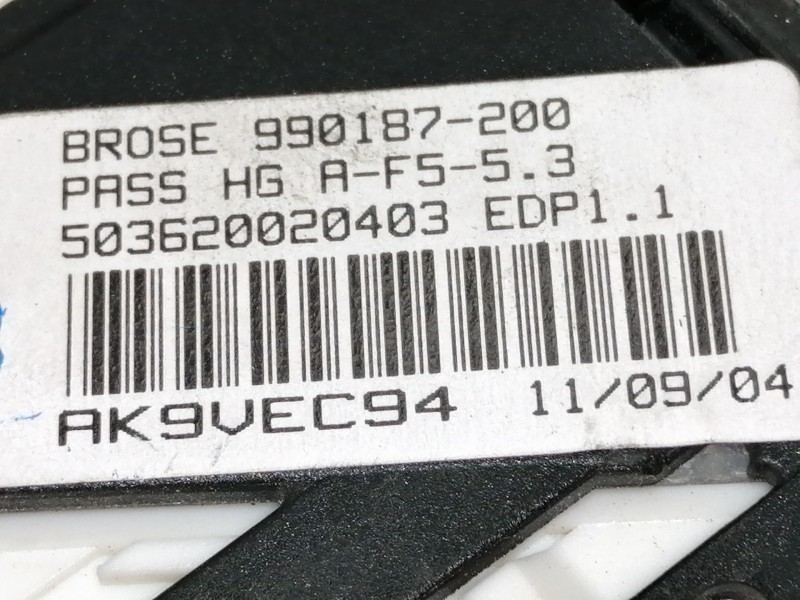 BROSE 990187-200
PASS HG A-F5-5.3
503620020403 EDP1.1
AK9VEC94 11/09/04